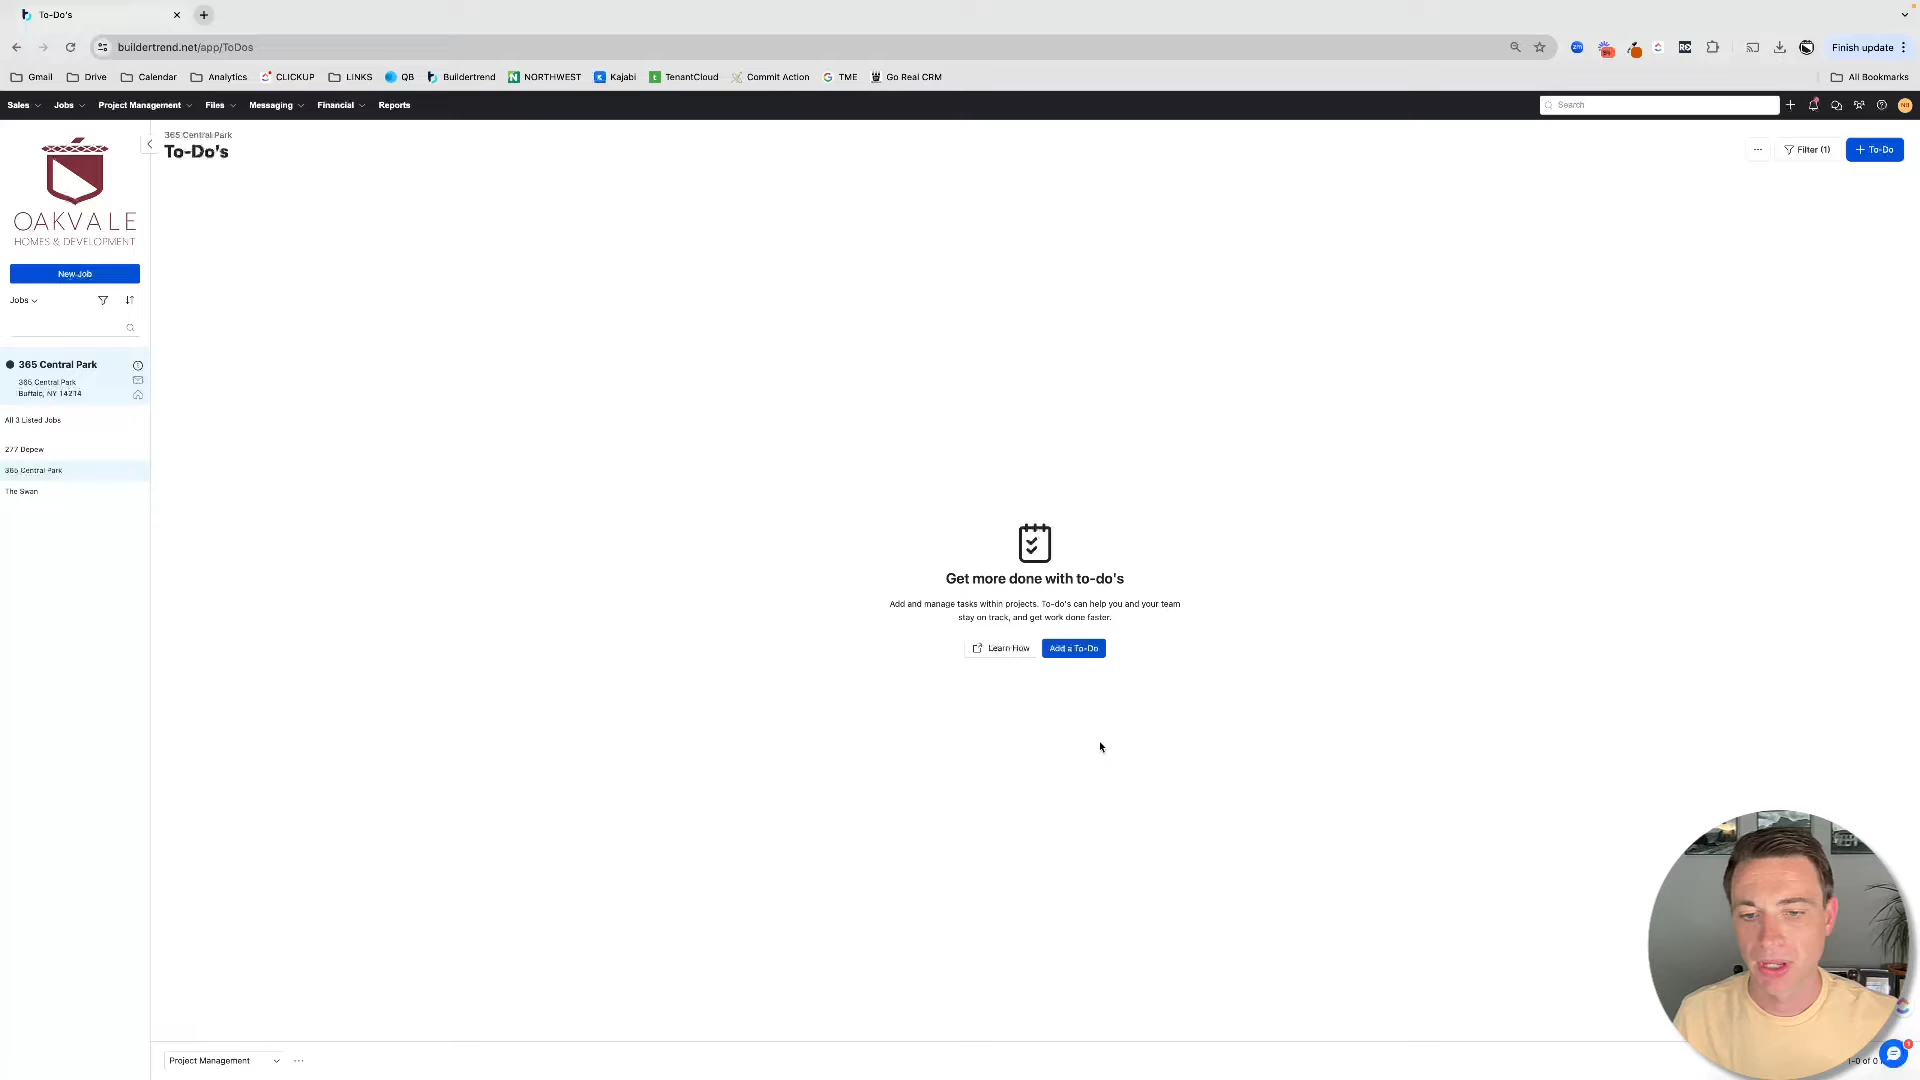 To-Do's
buildertrend.net/app/ToDos
Finish update
Gmail Drive Calendar Analytics CLICKUP LINKS QB Buildertrend NORTHWEST Kajabi TenantCloud Commit Action TME Go Real CRM All Bookmarks
Sales Jobs Project Management Files Messaging Financial Reports Search
365 Central Park
To-Do's
Filter (1)
To-Do
OAKVALE
HOMES & DEVELOPMENT
New Job
Jobs
365 Central Park
365 Central Park
Buffalo, NY 14214
All 3 Listed Jobs
277 Depew
365 Central Park
The Swan
Get more done with to-do's
Add and manage tasks within projects. To-do's can help you and your team
stay on track, and get work done faster.
Learn How
Add a To-Do
Project Management
1